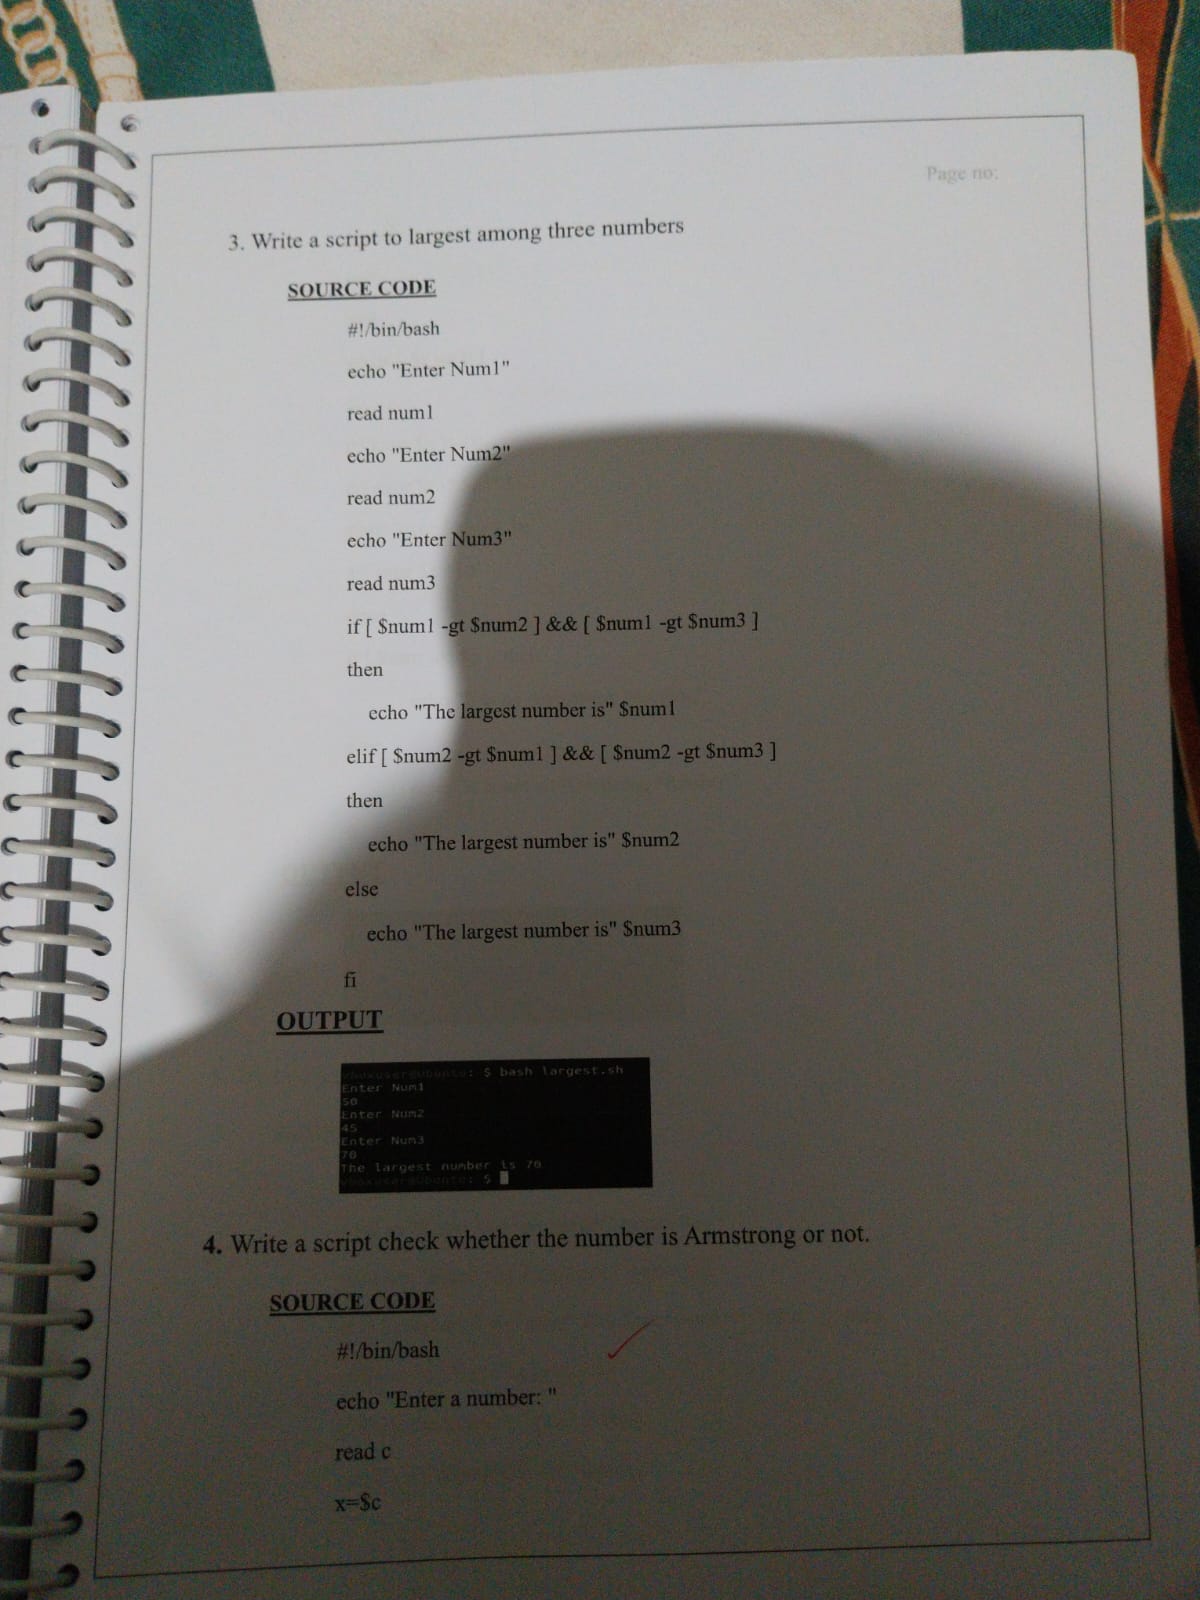 Page no:
3. Write a script to largest among three numbers
SOURCE CODE
#!/bin/bash
echo "Enter Num1"
read num1
echo "Enter Num2"
read num2
echo "Enter Num3"
read num3
if [ $num1 -gt $num2 ] && [ $num1 -gt $num3 ]
then
echo "The largest number is" $num1
elif [ $num2 -gt $num1 ] && [ $num2 -gt $num3 ]
then
echo "The largest number is" $num2
else
echo "The largest number is" $num3
fi
OUTPUT
vboxuser@Ubuntu: $ bash largest.sh
Enter Num1
50
Enter Num2
45
Enter Num3
70
The largest number is 70
vboxuser@Ubuntu: $
4. Write a script check whether the number is Armstrong or not.
SOURCE CODE
#!/bin/bash
echo "Enter a number: "
read c
x=$c